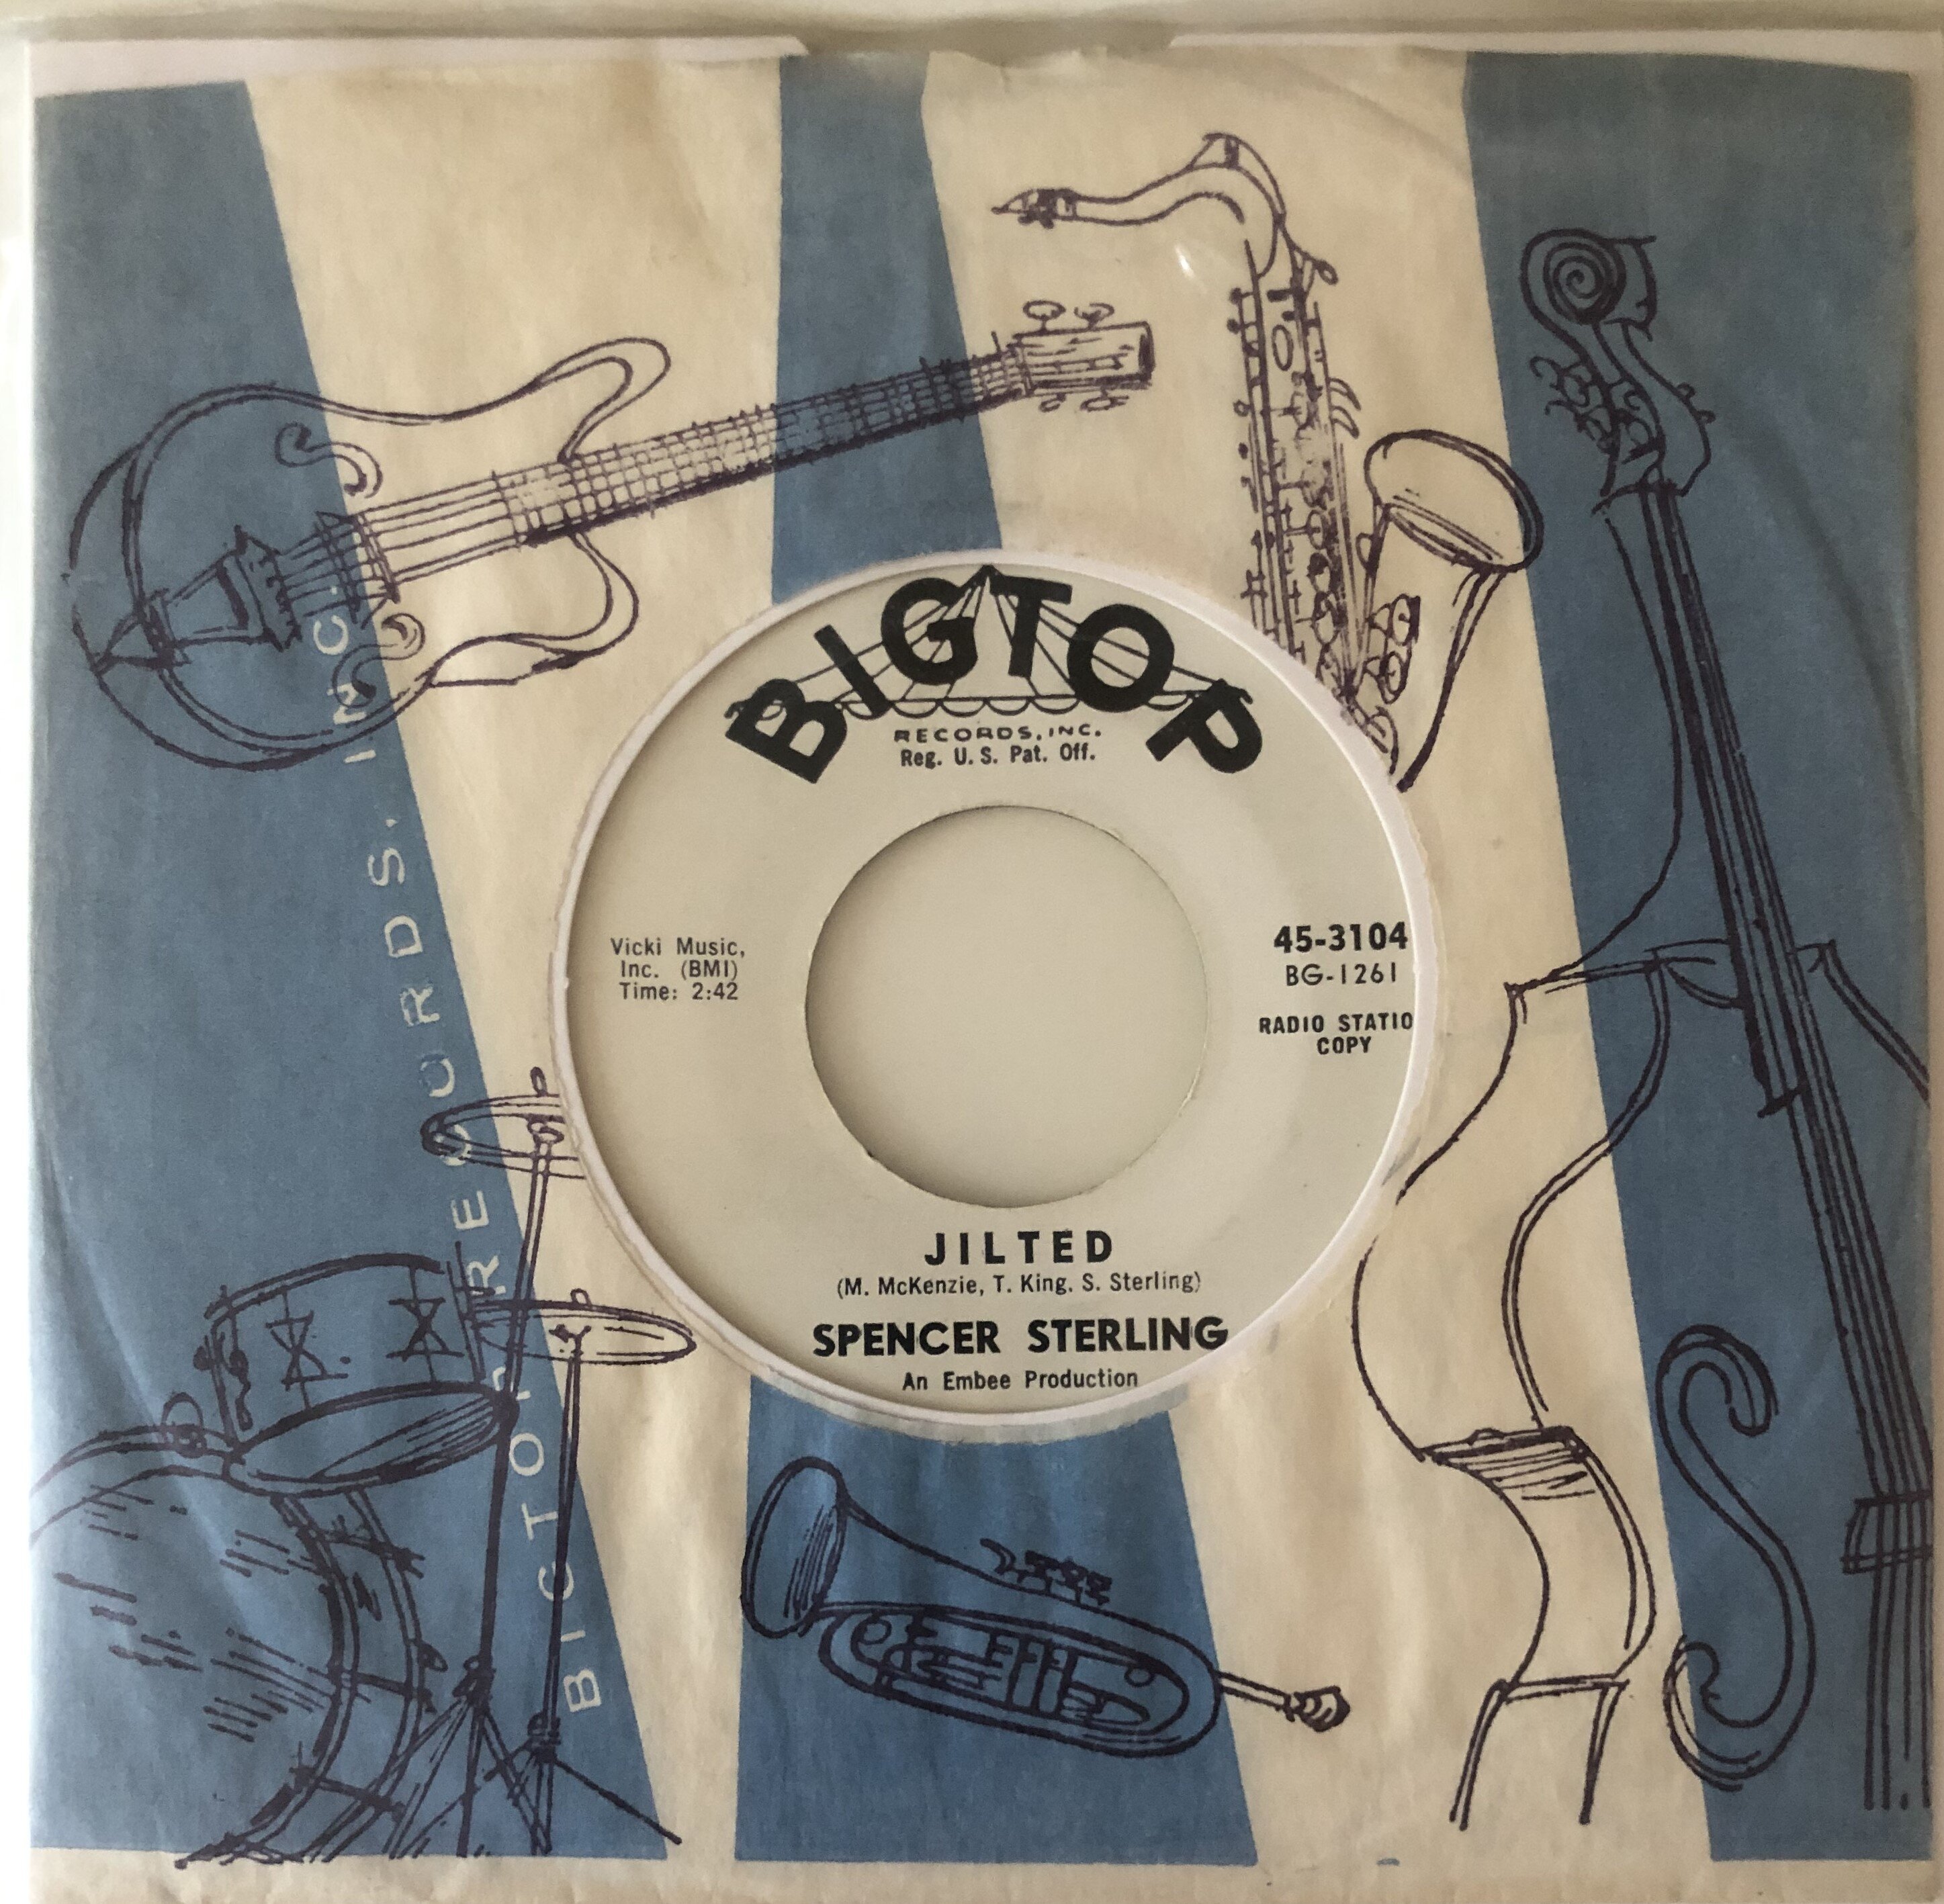 BIGTOP
RECORDS, INC.
Reg. U.S. Pat. Off.
Vicki Music,
Inc. (BMI)
Time: 2:42
45-3104
BG-1261
RADIO STATIO
COPY
JILTED
(M. McKenzie, T. King. S. Sterling)
SPENCER STERLING
An Embee Production
BIGTOP RECORDS, INC.